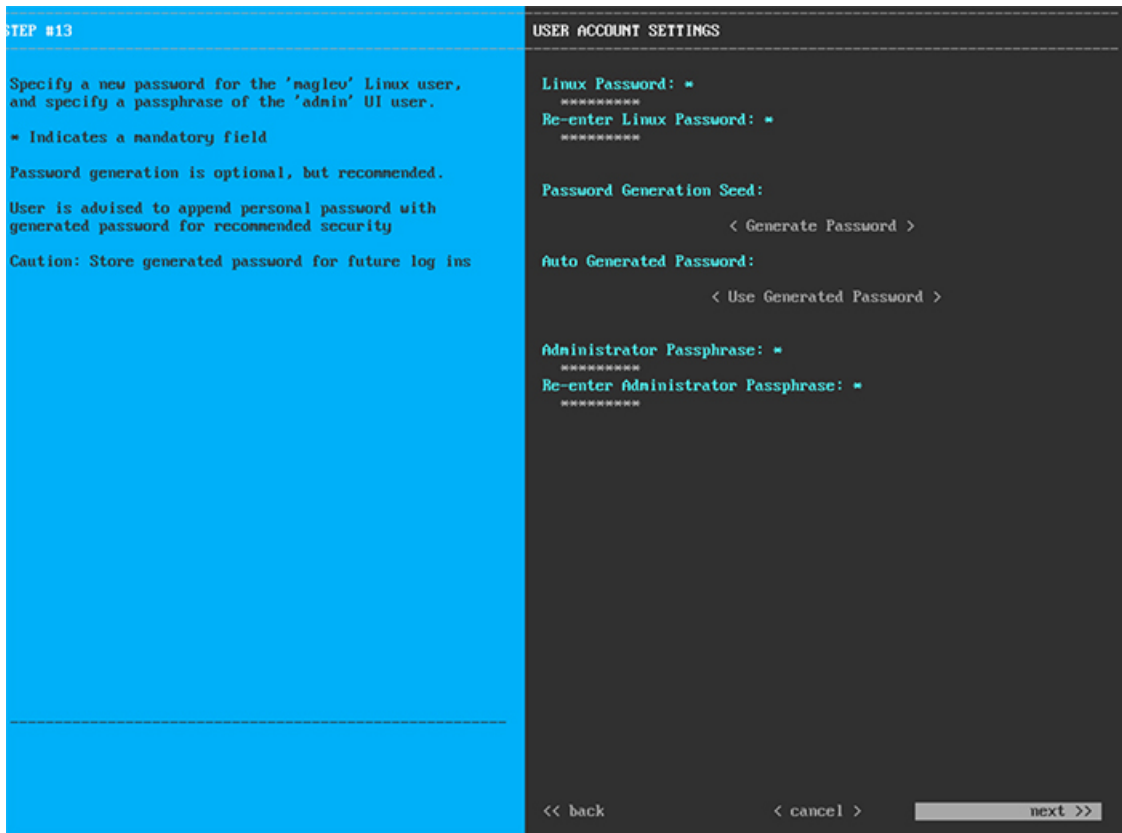 STEP #13
Specify a new password for the 'maglev' Linux user,
and specify a passphrase of the 'admin' UI user.
* Indicates a mandatory field
Password generation is optional, but recommended.
User is advised to append personal password with
generated password for recommended security
Caution: Store generated password for future log ins
USER ACCOUNT SETTINGS
Linux Password: *
*********
Re-enter Linux Password: *
*********
Password Generation Seed:
< Generate Password >
Auto Generated Password:
< Use Generated Password >
Administrator Passphrase: *
*********
Re-enter Administrator Passphrase: *
*********
<< back < cancel > next >>